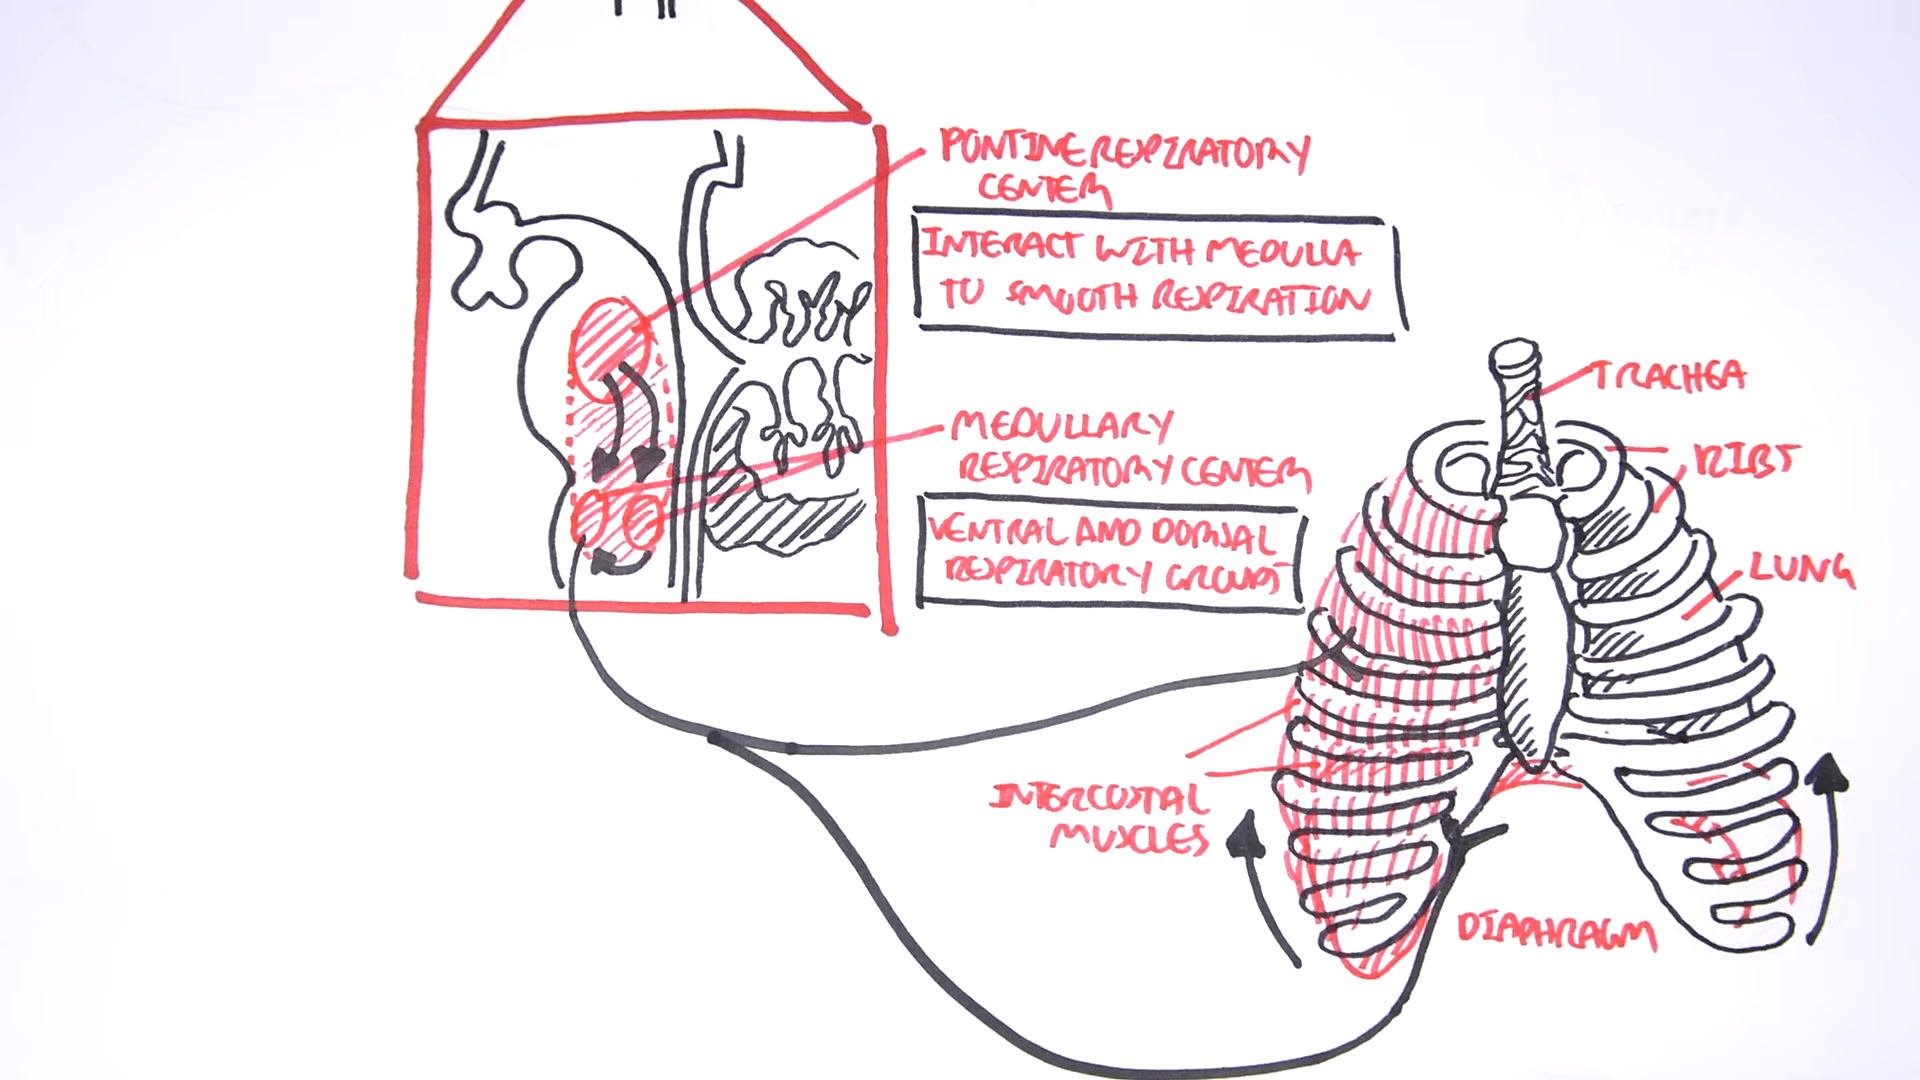 PONTINE RESPIRATORY
CENTER
INTERACT WITH MEDULLA
TO SMOOTH RESPIRATION
TRACHEA
MEDULLARY
RESPIRATORY CENTER
RIBS
VENTRAL AND DORSAL
RESPIRATORY GROUPS
LUNG
INTERCOSTAL
MUSCLES
DIAPHRAGM